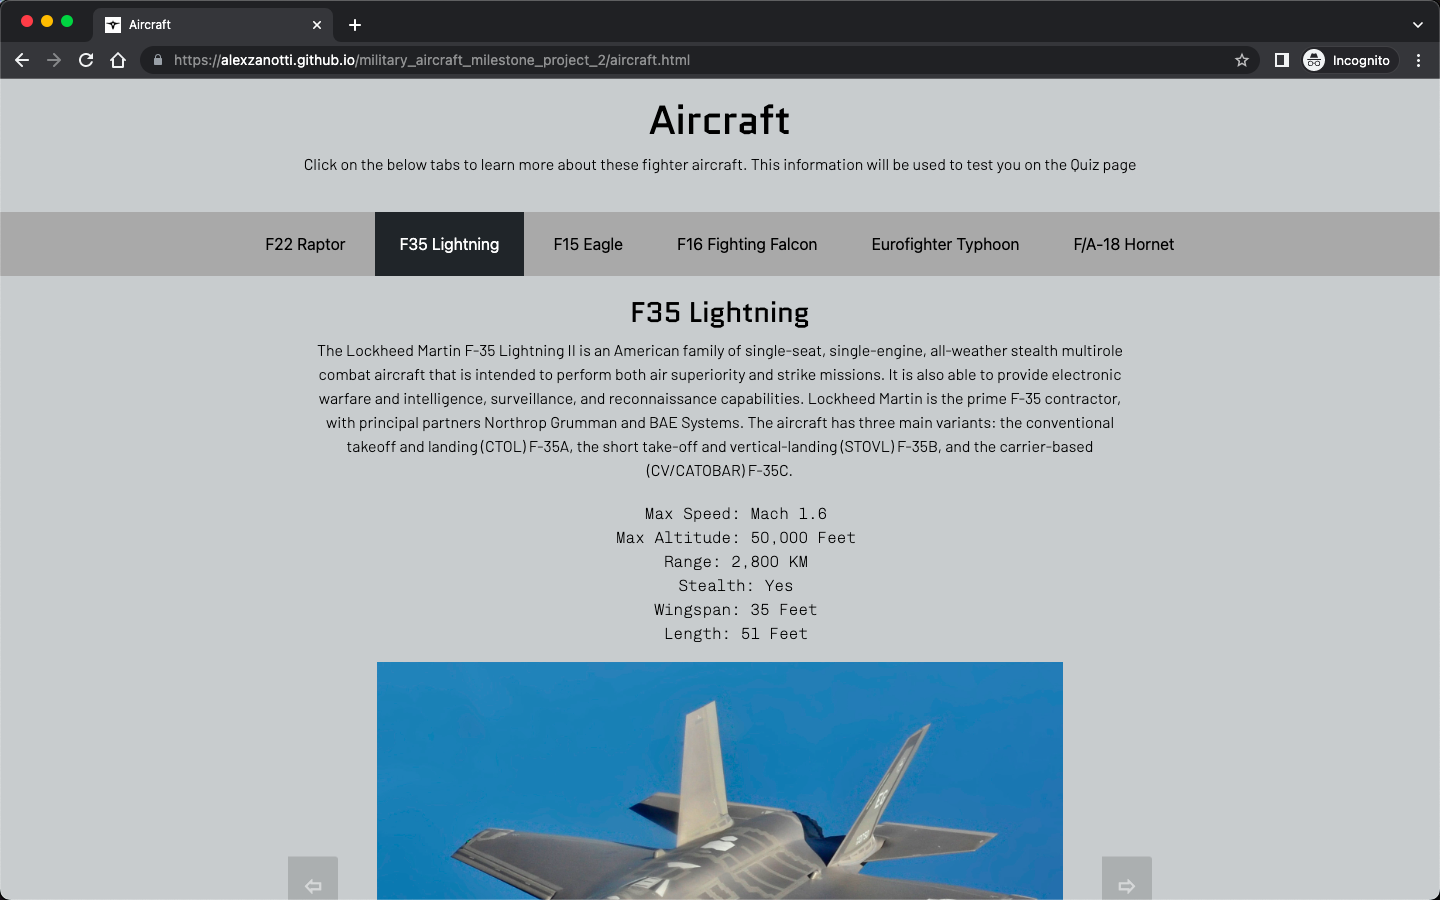 Aircraft
https://alexzanotti.github.io/military_aircraft_milestone_project_2/aircraft.html
Incognito
Aircraft
Click on the below tabs to learn more about these fighter aircraft. This information will be used to test you on the Quiz page
F22 Raptor
F35 Lightning
F15 Eagle
F16 Fighting Falcon
Eurofighter Typhoon
F/A-18 Hornet
F35 Lightning
The Lockheed Martin F-35 Lightning II is an American family of single-seat, single-engine, all-weather stealth multirole
combat aircraft that is intended to perform both air superiority and strike missions. It is also able to provide electronic
warfare and intelligence, surveillance, and reconnaissance capabilities. Lockheed Martin is the prime F-35 contractor,
with principal partners Northrop Grumman and BAE Systems. The aircraft has three main variants: the conventional
takeoff and landing (CTOL) F-35A, the short take-off and vertical-landing (STOVL) F-35B, and the carrier-based
(CV/CATOBAR) F-35C.
Max Speed: Mach 1.6
Max Altitude: 50,000 Feet
Range: 2,800 KM
Stealth: Yes
Wingspan: 35 Feet
Length: 51 Feet